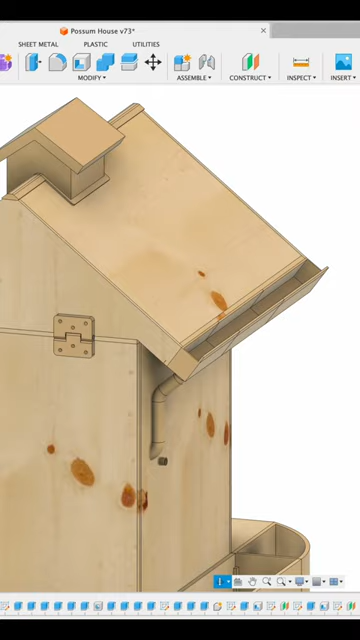 Possum House v73*
SHEET METAL PLASTIC UTILITIES
MODIFY ASSEMBLE CONSTRUCT INSPECT INSERT